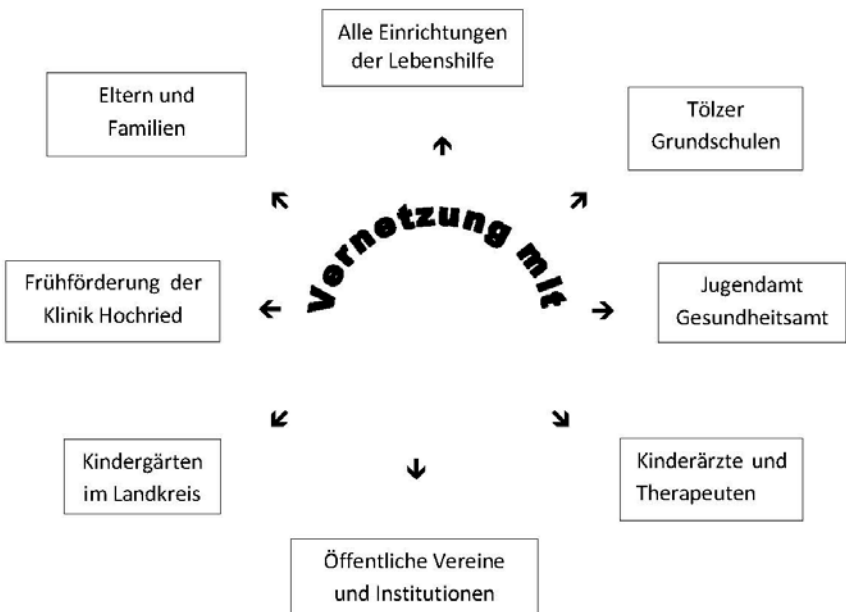 Alle Einrichtungen
der Lebenshilfe
Eltern und
Familien
Tölzer
Grundschulen
Vernetzung mit
Frühförderung der
Klinik Hochried
Jugendamt
Gesundheitsamt
Kindergärten
im Landkreis
Kinderärzte und
Therapeuten
Öffentliche Vereine
und Institutionen